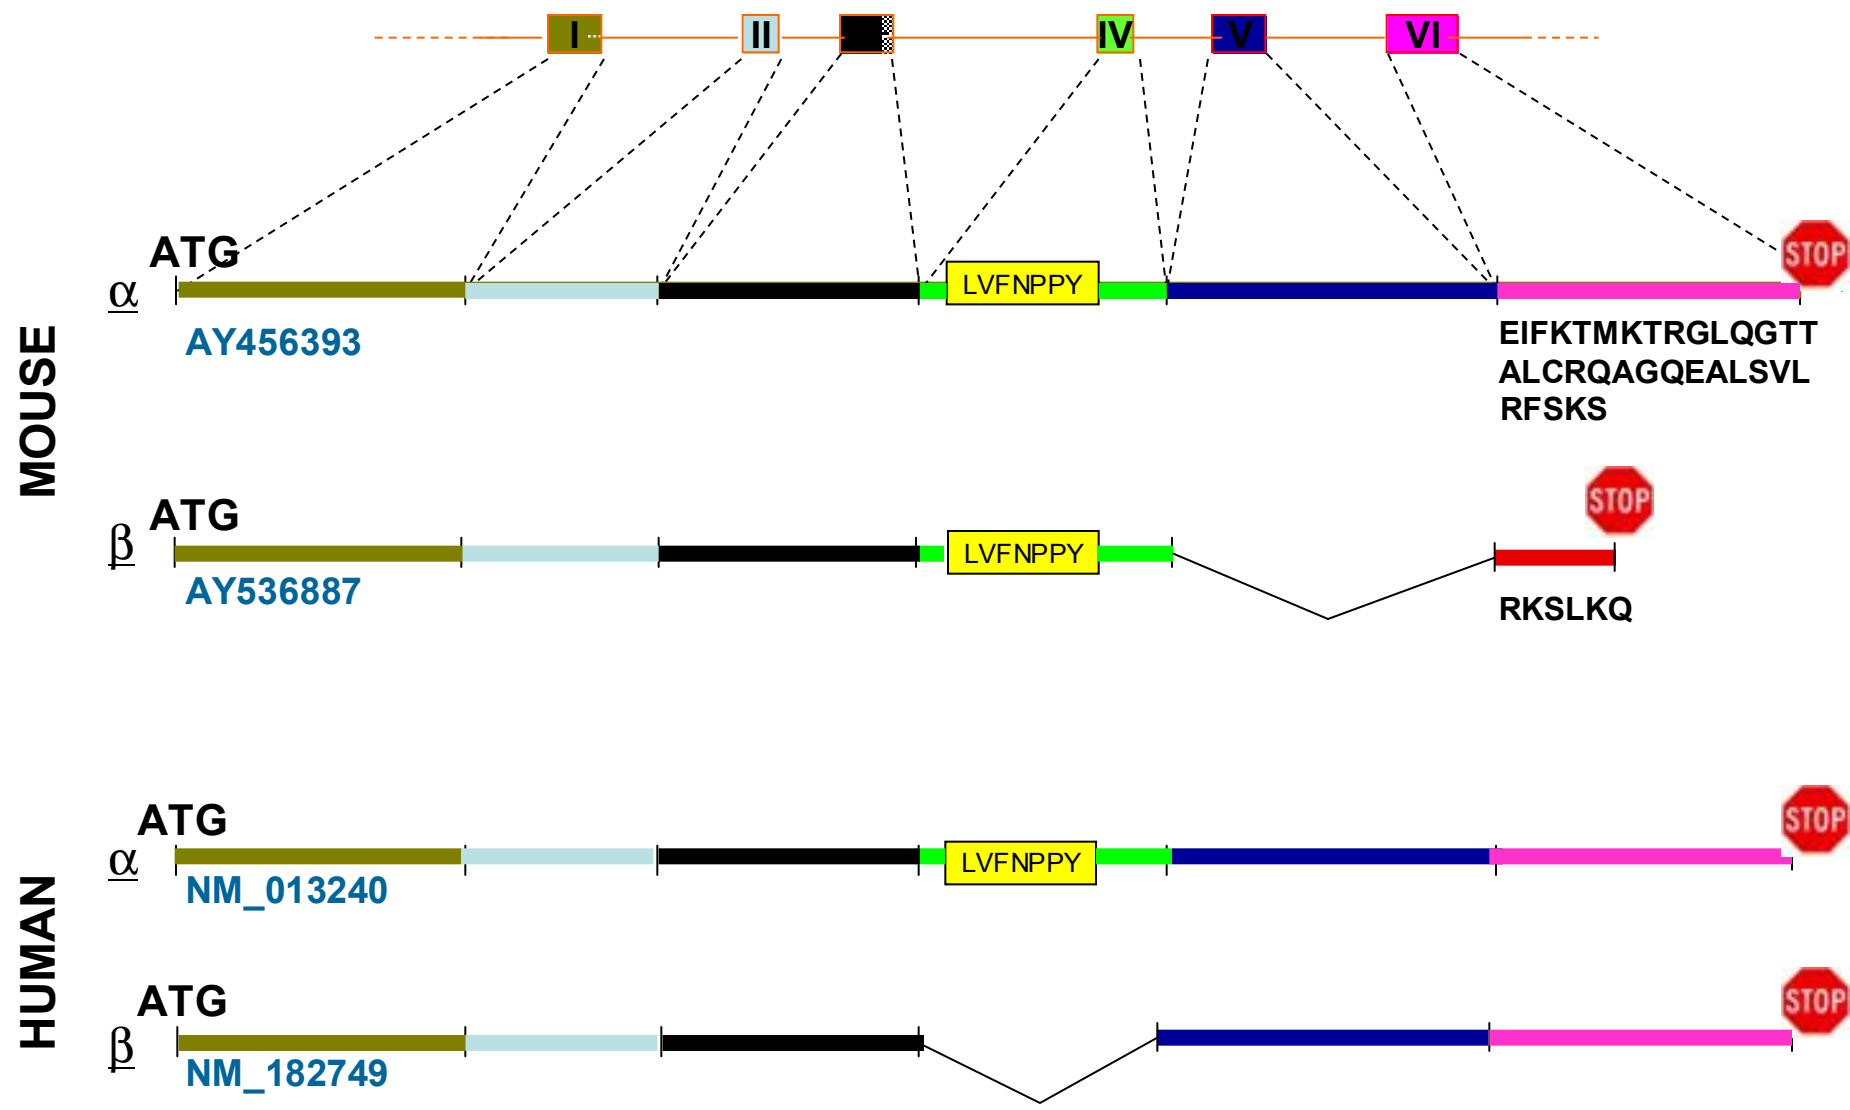 I II IV V VI
ATG
STOP
α
LVFNPPY
AY456393
EIFKTMKTRGLQGTT
ALCRQAGQEALSVL
RFSKS
MOUSE
ATG
STOP
β
LVFNPPY
AY536887
RKSLKQ
ATG
STOP
α
LVFNPPY
NM_013240
HUMAN
ATG
STOP
β
NM_182749